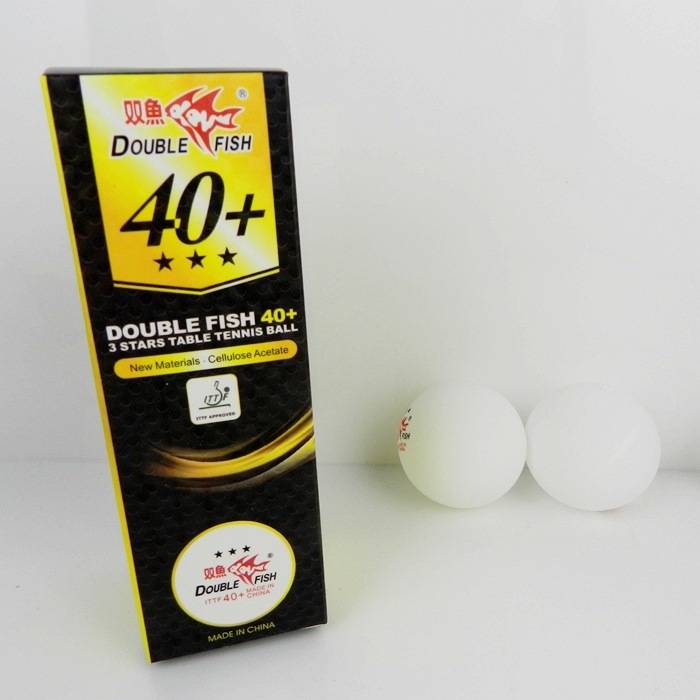 双魚 ®
DOUBLE FISH
40+
★ ★ ★
DOUBLE FISH 40+
3 STARS TABLE TENNIS BALL
New Materials · Cellulose Acetate
ITTF
ITTF APPROVED
★ ★ ★
双魚 ®
DOUBLE FISH
ITTF 40+ MADE IN CHINA
MADE IN CHINA
FISH